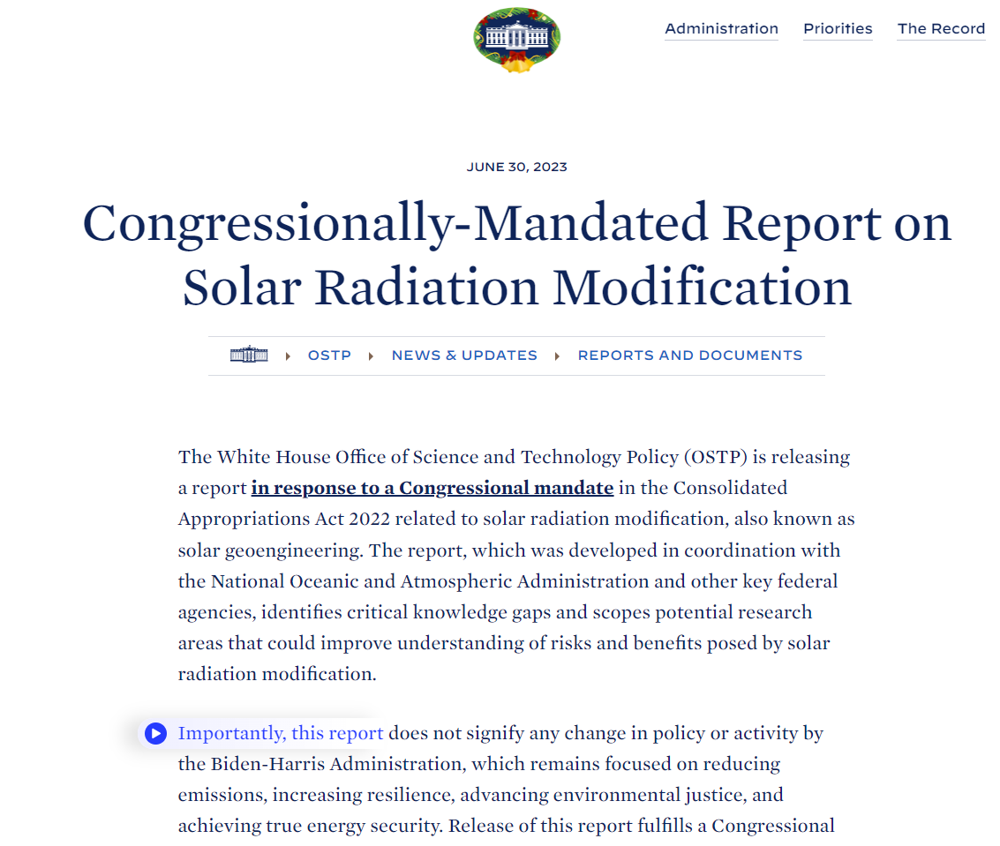 Administration Priorities The Record
JUNE 30, 2023
Congressionally-Mandated Report on
Solar Radiation Modification
OSTP NEWS & UPDATES REPORTS AND DOCUMENTS
The White House Office of Science and Technology Policy (OSTP) is releasing
a report in response to a Congressional mandate in the Consolidated
Appropriations Act 2022 related to solar radiation modification, also known as
solar geoengineering. The report, which was developed in coordination with
the National Oceanic and Atmospheric Administration and other key federal
agencies, identifies critical knowledge gaps and scopes potential research
areas that could improve understanding of risks and benefits posed by solar
radiation modification.
Importantly, this report does not signify any change in policy or activity by
the Biden-Harris Administration, which remains focused on reducing
emissions, increasing resilience, advancing environmental justice, and
achieving true energy security. Release of this report fulfills a Congressional